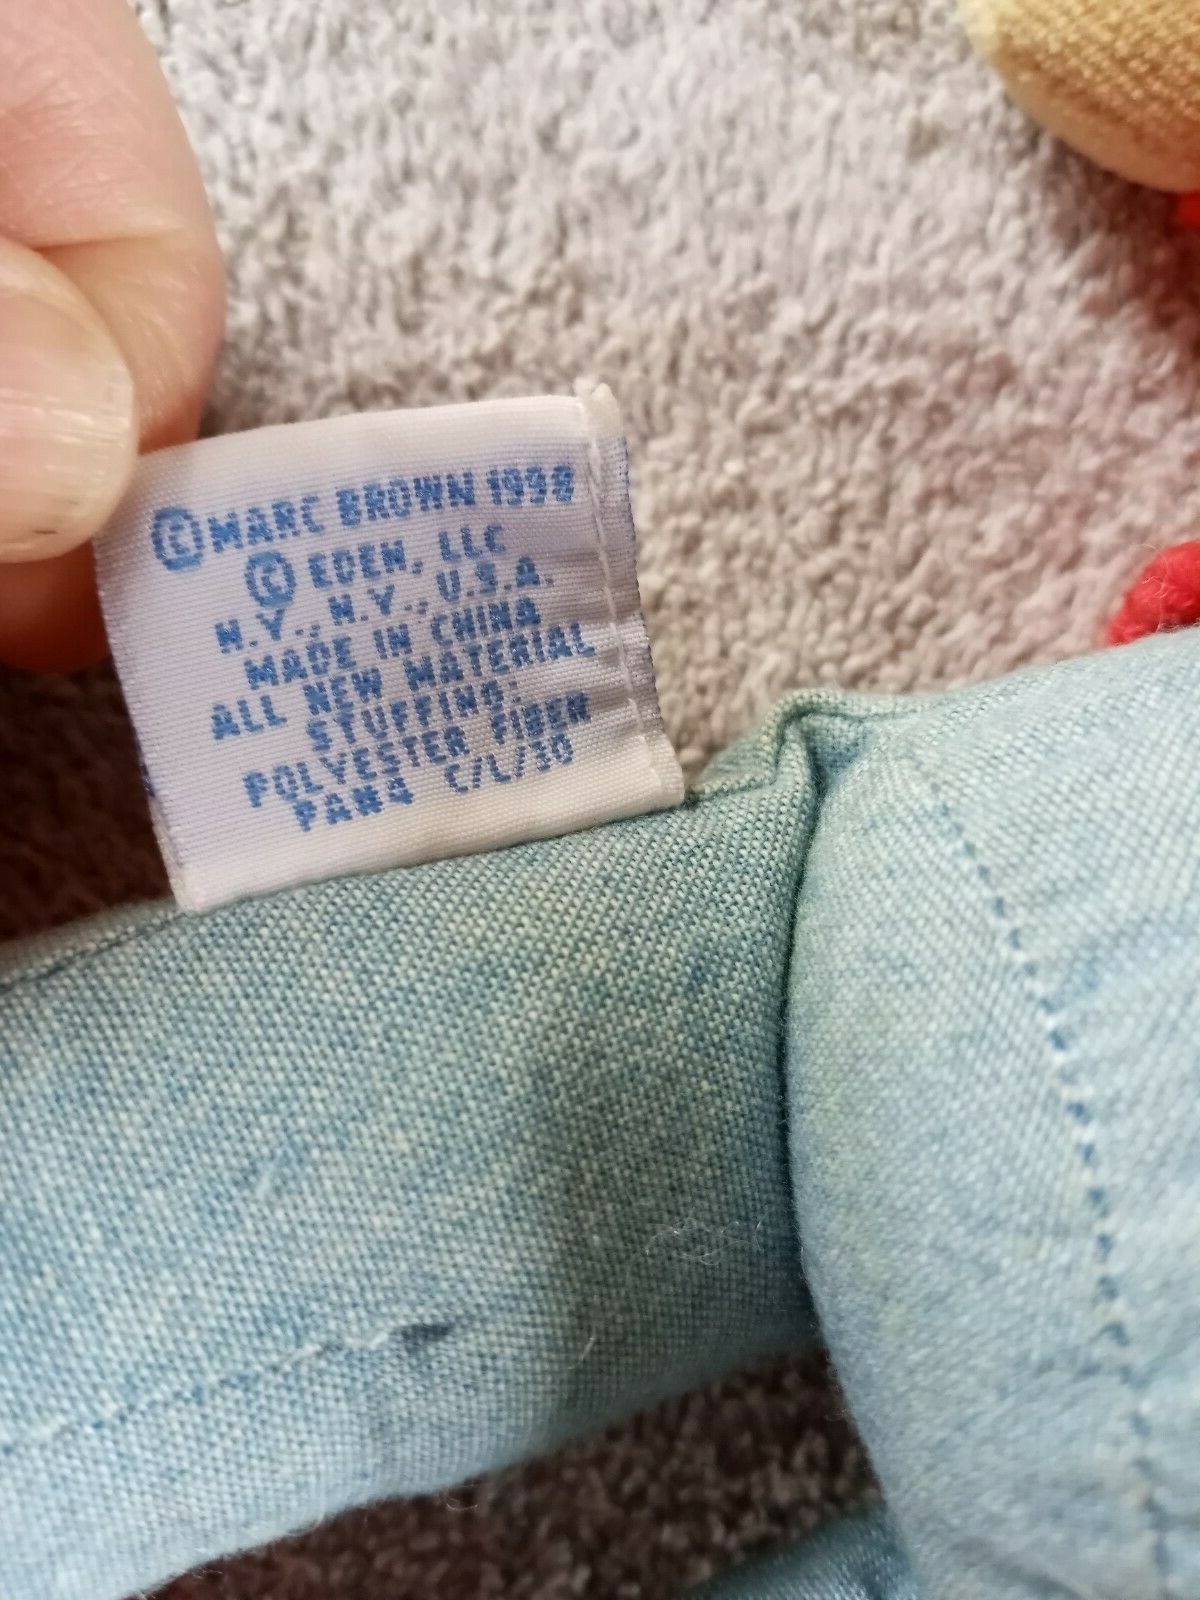 ©MARC BROWN 1998
© EDEN, LLC
N.Y., N.Y., U.S.A.
MADE IN CHINA
ALL NEW MATERIAL
STUFFING:
POLYESTER FIBER
PA#4 C/L/30